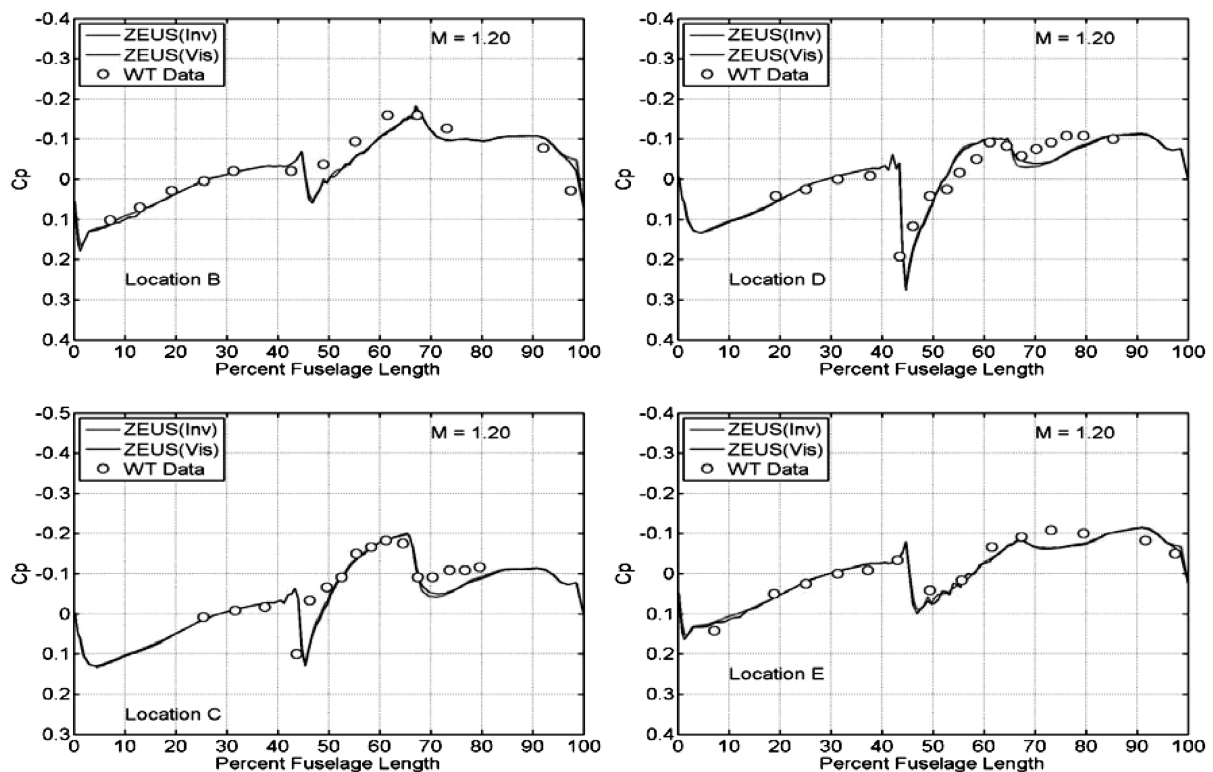 -0.4
-0.3
-0.2
-0.1
0
0.1
0.2
0.3
0.4
Cp
ZEUS(Inv)
ZEUS(Vis)
WT Data
M = 1.20
Location B
0 10 20 30 40 50 60 70 80 90 100
Percent Fuselage Length
-0.4
-0.3
-0.2
-0.1
0
0.1
0.2
0.3
0.4
Cp
ZEUS(Inv)
ZEUS(Vis)
WT Data
M = 1.20
Location D
0 10 20 30 40 50 60 70 80 90 100
Percent Fuselage Length
-0.5
-0.4
-0.3
-0.2
-0.1
0
0.1
0.2
0.3
Cp
ZEUS(Inv)
ZEUS(Vis)
WT Data
M = 1.20
Location C
0 10 20 30 40 50 60 70 80 90 100
Percent Fuselage Length
-0.4
-0.3
-0.2
-0.1
0
0.1
0.2
0.3
0.4
Cp
ZEUS(Inv)
ZEUS(Vis)
WT Data
M = 1.20
Location E
0 10 20 30 40 50 60 70 80 90 100
Percent Fuselage Length